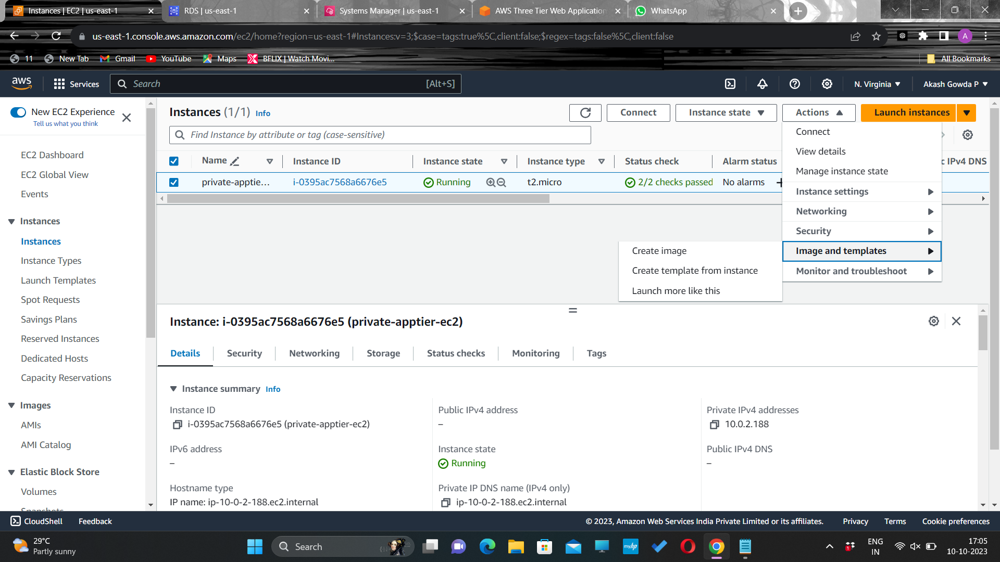 Instances | EC2 | us-east-1
RDS | us-east-1
Systems Manager | us-east-1
AWS Three Tier Web Application
WhatsApp
us-east-1.console.aws.amazon.com/ec2/home?region=us-east-1#Instances:v=3;$case=tags:true%5C,client:false;$regex=tags:false%5C,client:false
A
11
New Tab
Gmail
YouTube
Maps
BFLIX | Watch Movi...
All Bookmarks
aws
Services
Search
[Alt+S]
N. Virginia
Akash Gowda P
New EC2 Experience
Tell us what you think
EC2 Dashboard
EC2 Global View
Events
Instances
Instances
Instance Types
Launch Templates
Spot Requests
Savings Plans
Reserved Instances
Dedicated Hosts
Capacity Reservations
Images
AMIs
AMI Catalog
Elastic Block Store
Volumes
Snapshots
Instances (1/1) Info
Connect
Instance state
Actions
Launch instances
Find Instance by attribute or tag (case-sensitive)
Name
Instance ID
Instance state
Instance type
Status check
Alarm status
c IPv4 DNS
private-apptie...
i-0395ac7568a6676e5
Running
t2.micro
2/2 checks passed
No alarms
Connect
View details
Manage instance state
Instance settings
Networking
Security
Image and templates
Monitor and troubleshoot
Create image
Create template from instance
Launch more like this
Instance: i-0395ac7568a6676e5 (private-apptier-ec2)
Details
Security
Networking
Storage
Status checks
Monitoring
Tags
Instance summary Info
Instance ID
i-0395ac7568a6676e5 (private-apptier-ec2)
Public IPv4 address
–
Private IPv4 addresses
10.0.2.188
IPv6 address
–
Instance state
Running
Public IPv4 DNS
–
Hostname type
IP name: ip-10-0-2-188.ec2.internal
Private IP DNS name (IPv4 only)
ip-10-0-2-188.ec2.internal
CloudShell
Feedback
© 2023, Amazon Web Services India Private Limited or its affiliates.
Privacy
Terms
Cookie preferences
29°C
Partly sunny
Search
myhp
1
ENG
IN
17:05
10-10-2023